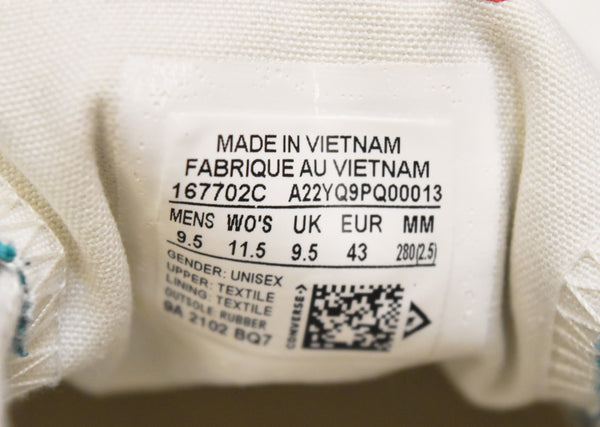 MADE IN VIETNAM
FABRIQUE AU VIETNAM
167702C A22YQ9PQ00013
MENS WO'S UK EUR MM
9.5 11.5 9.5 43 280(2.5)
GENDER: UNISEX
UPPER: TEXTILE
LINING: TEXTILE
OUTSOLE RUBBER
9A 2102 BQ7
CONVERSE>